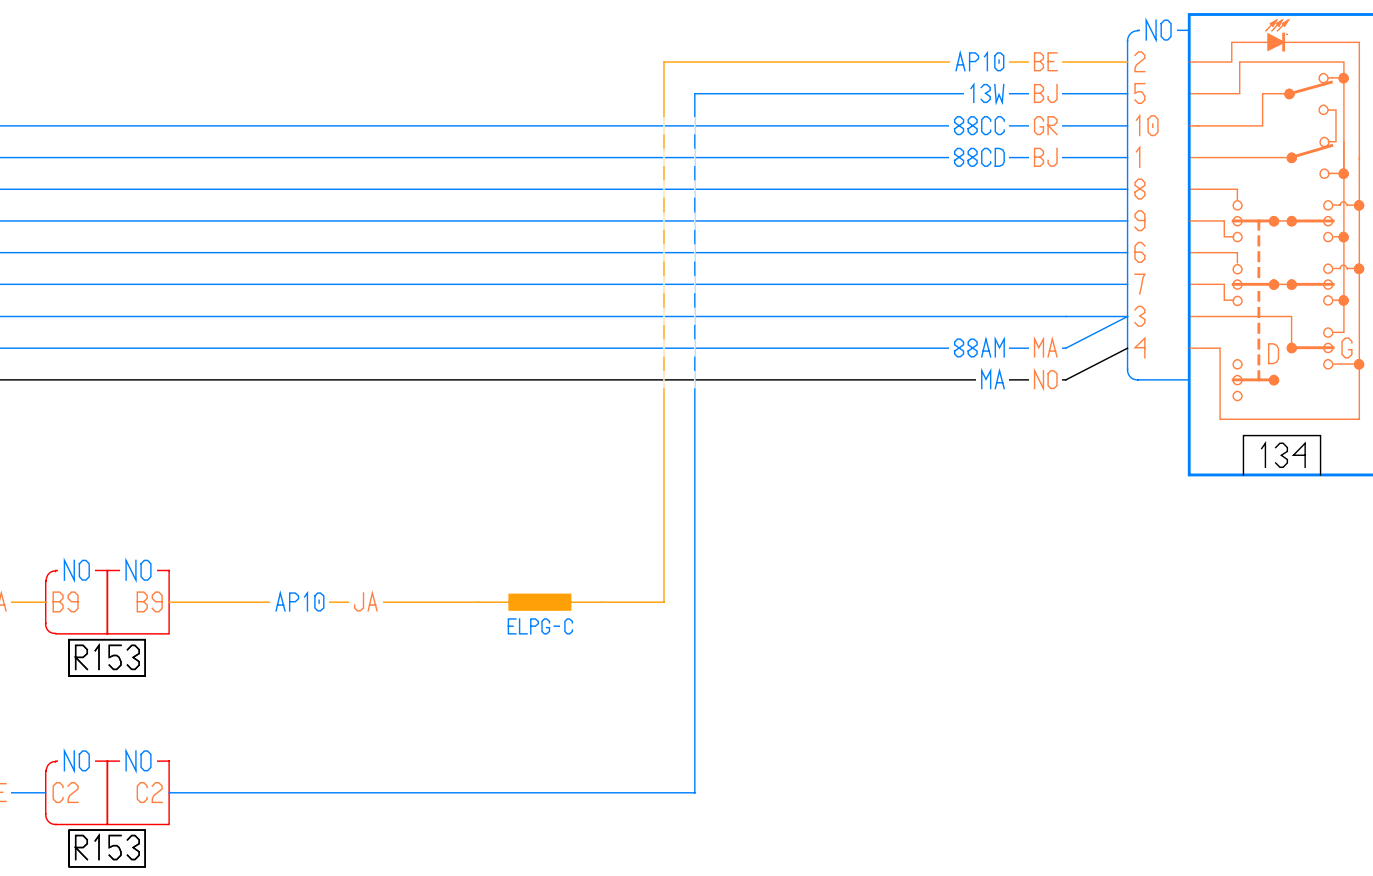 NO
AP10 BE 2
13W BJ 5
88CC GR 10
88CD BJ 1
8
9
6
7
3
88AM MA 4
D G
MA NO
134
NO NO
A B9 B9 AP10 JA
ELPG-C
R153
NO NO
E C2 C2
R153